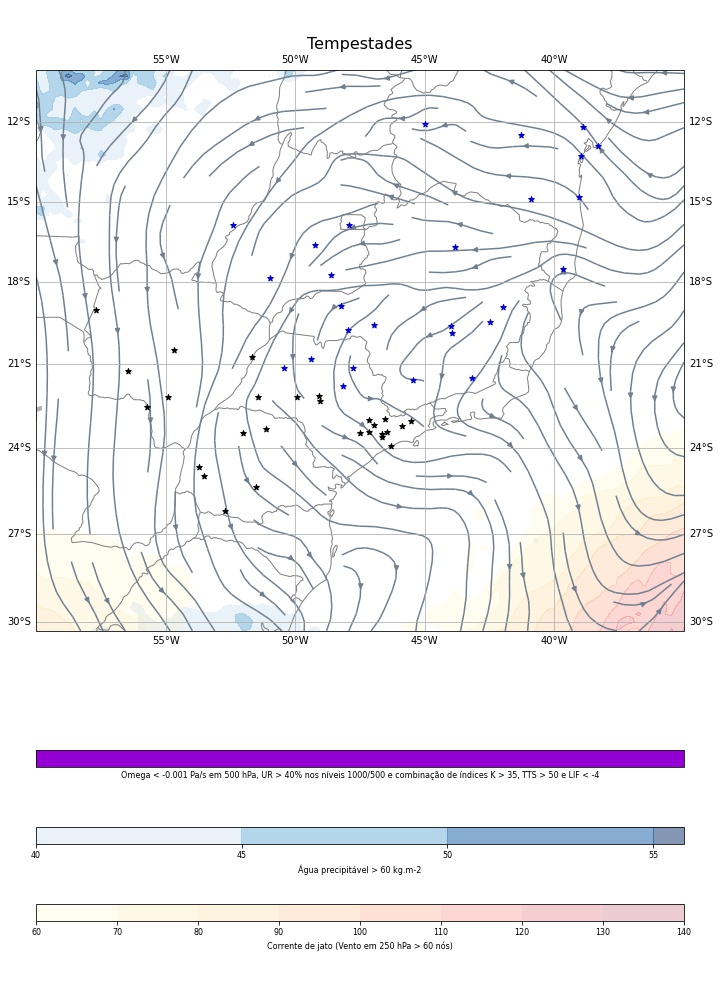 Tempestades
55°W 50°W 45°W 40°W
12°S 12°S
15°S 15°S
18°S 18°S
21°S 21°S
24°S 24°S
27°S 27°S
30°S 30°S
55°W 50°W 45°W 40°W
Omega < -0.001 Pa/s em 500 hPa, UR > 40% nos níveis 1000/500 e combinação de índices K > 35, TTS > 50 e LIF < -4
40 45 50 55
Água precipitável > 60 kg.m-2
60 70 80 90 100 110 120 130 140
Corrente de jato (Vento em 250 hPa > 60 nós)